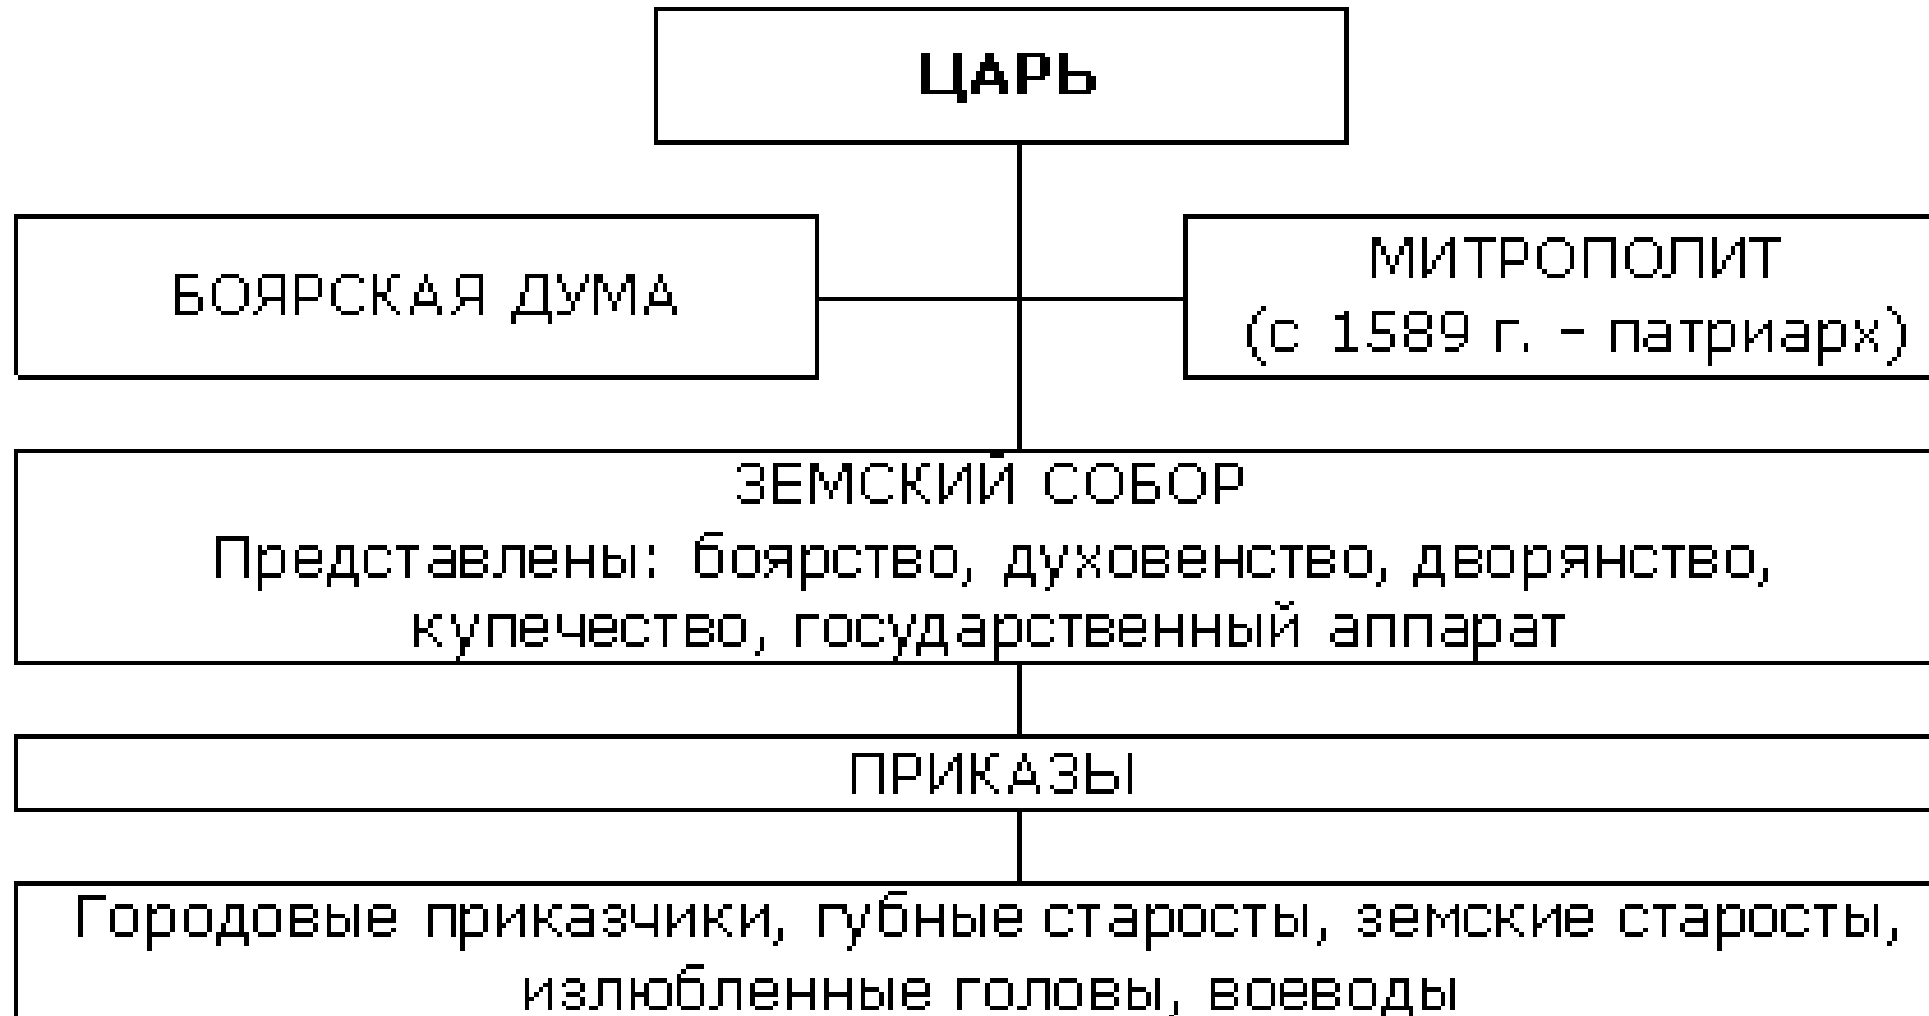 ЦАРЬ
БОЯРСКАЯ ДУМА
МИТРОПОЛИТ
(с 1589 г. – патриарх)
ЗЕМСКИЙ СОБОР
Представлены: боярство, духовенство, дворянство,
купечество, государственный аппарат
ПРИКАЗЫ
Городовые приказчики, губные старосты, земские старосты,
излюбленные головы, воеводы